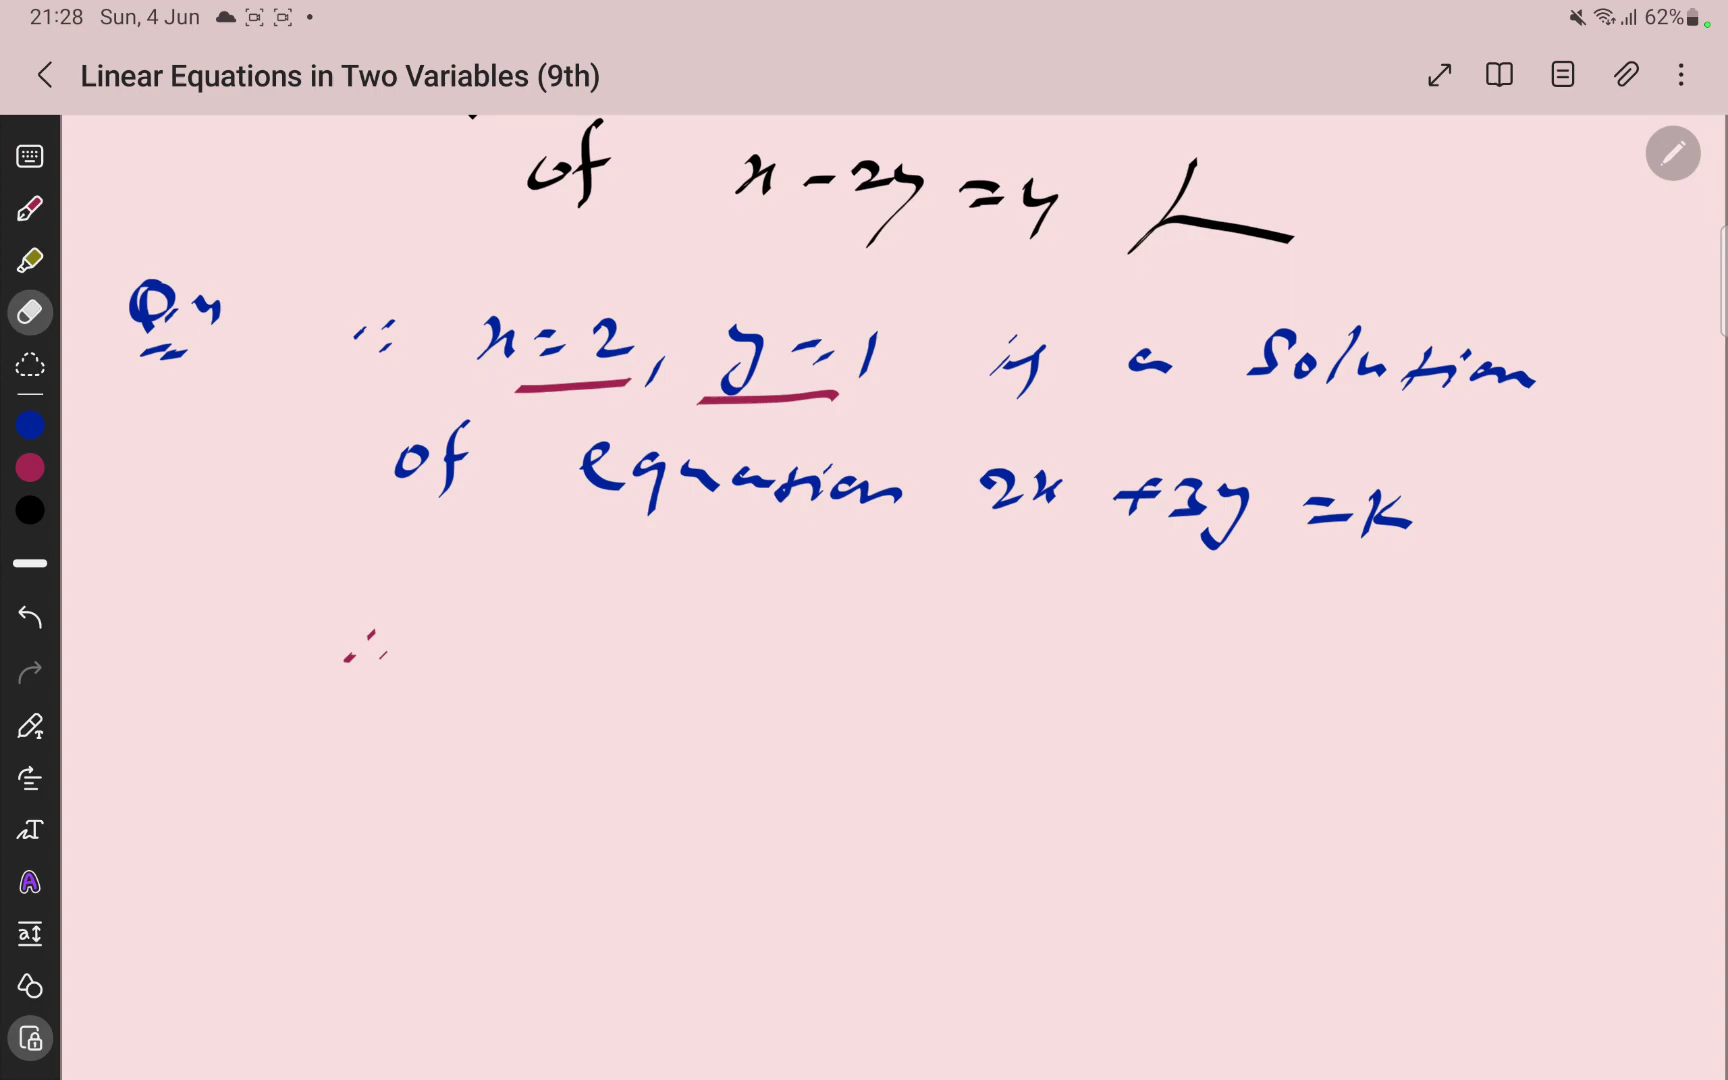 21:28 Sun, 4 Jun 62%
Linear Equations in Two Variables (9th)
of x - 2y = 4
Q.4 ∵ x = 2, y = 1 is a solution
of equation 2x + 3y = k
∴